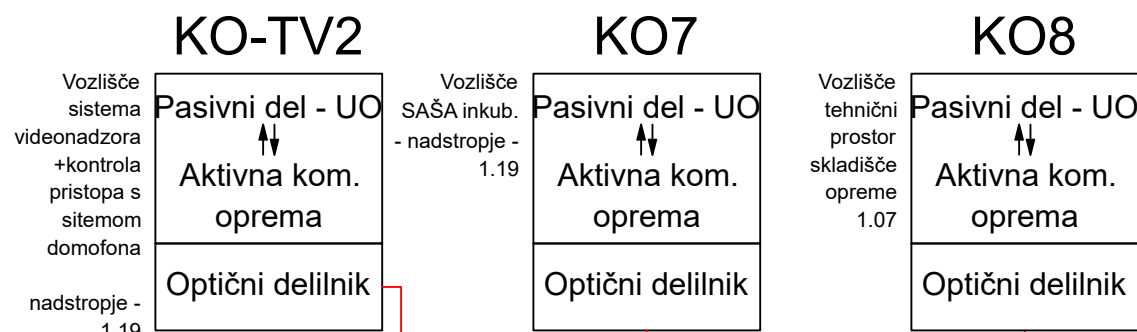 KO-TV2
Vozlišče
sistema
videonadzora
+kontrola
pristopa s
sitemom
domofona
nadstropje -
1.19
Pasivni del - UO
Aktivna kom.
oprema
Optični delilnik
KO7
Vozlišče
SAŠA inkub.
- nadstropje -
1.19
Pasivni del - UO
Aktivna kom.
oprema
Optični delilnik
KO8
Vozlišče
tehnični
prostor
skladišče
opreme
1.07
Pasivni del - UO
Aktivna kom.
oprema
Optični delilnik